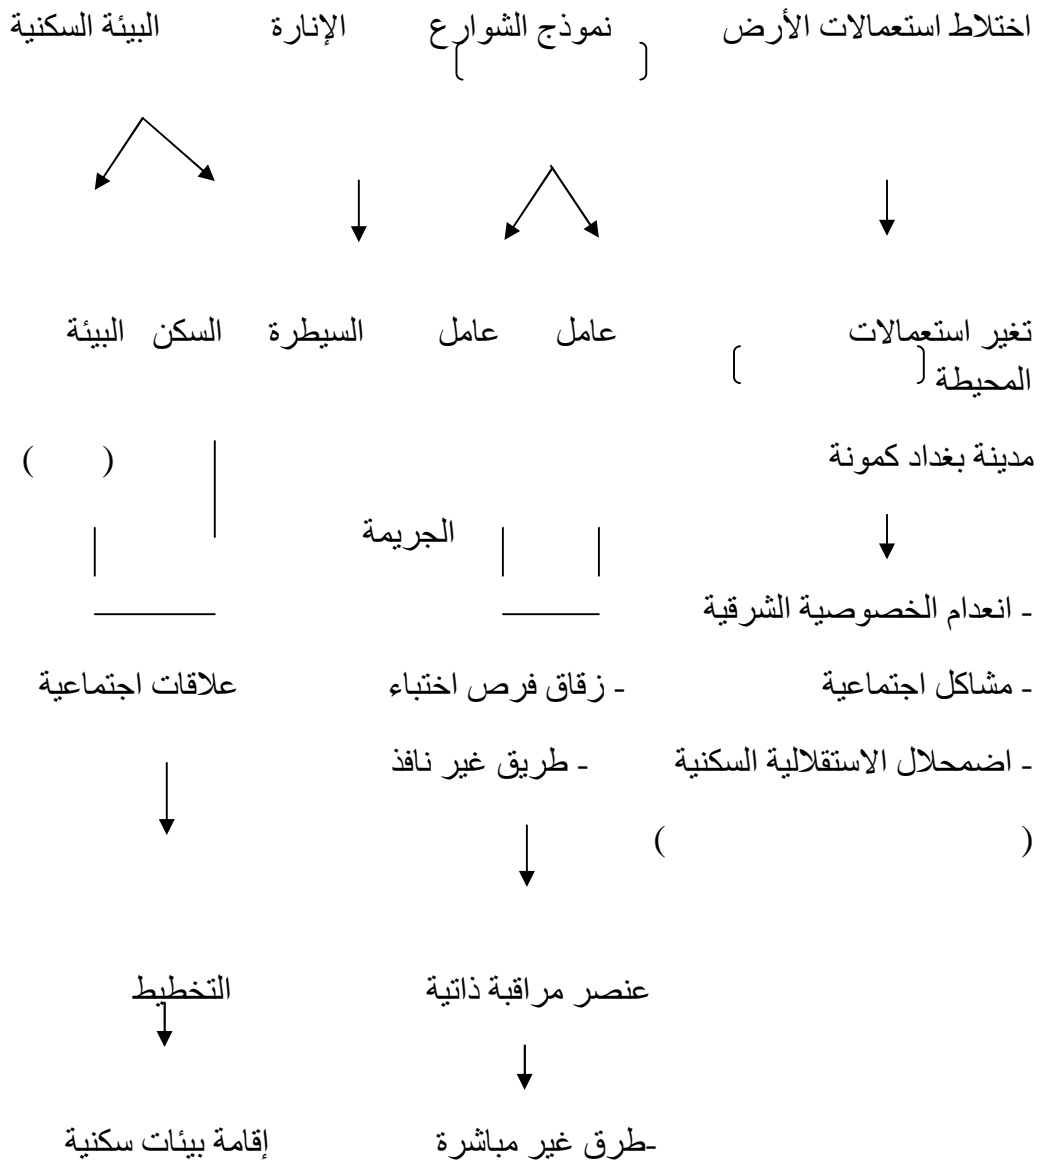 اختلاط استعمالات الأرض نموذج الشوارع الإنارة البيئة السكنية
[ ]
تغير استعمالات عامل عامل السيطرة السكن البيئة
المحيطة [ ]
مدينة بغداد كمونة ( )
الجريمة
- انعدام الخصوصية الشرقية
- مشاكل اجتماعية - زقاق فرص اختباء علاقات اجتماعية
- اضمحلال الاستقلالية السكنية - طريق غير نافذ
( )
عنصر مراقبة ذاتية التخطيط
-طرق غير مباشرة إقامة بيئات سكنية